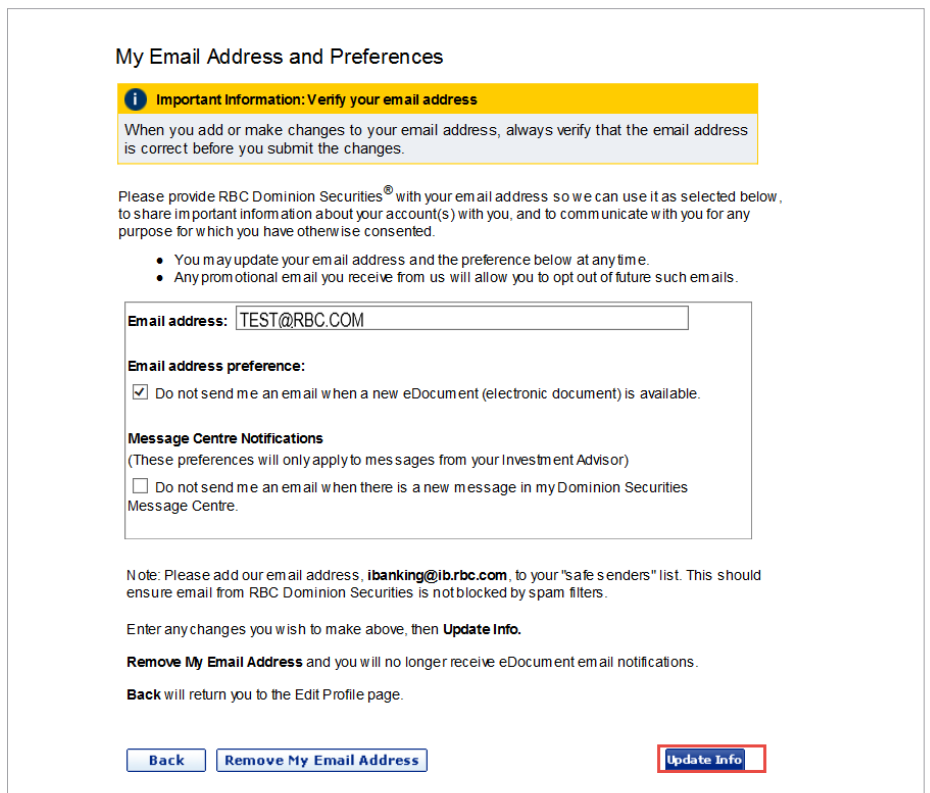 My Email Address and Preferences
i Important Information: Verify your email address
When you add or make changes to your email address, always verify that the email address
is correct before you submit the changes.
Please provide RBC Dominion Securities® with your email address so we can use it as selected below,
to share important information about your account(s) with you, and to communicate with you for any
purpose for which you have otherwise consented.
• You may update your email address and the preference below at any time.
• Any promotional email you receive from us will allow you to opt out of future such emails.
Email address: TEST@RBC.COM
Email address preference:
Do not send me an email when a new eDocument (electronic document) is available.
Message Centre Notifications
(These preferences will only apply to messages from your Investment Advisor)
Do not send me an email when there is a new message in my Dominion Securities
Message Centre.
Note: Please add our email address, ibanking@ib.rbc.com, to your "safe senders" list. This should
ensure email from RBC Dominion Securities is not blocked by spam filters.
Enter any changes you wish to make above, then Update Info.
Remove My Email Address and you will no longer receive eDocument email notifications.
Back will return you to the Edit Profile page.
Back Remove My Email Address Update Info